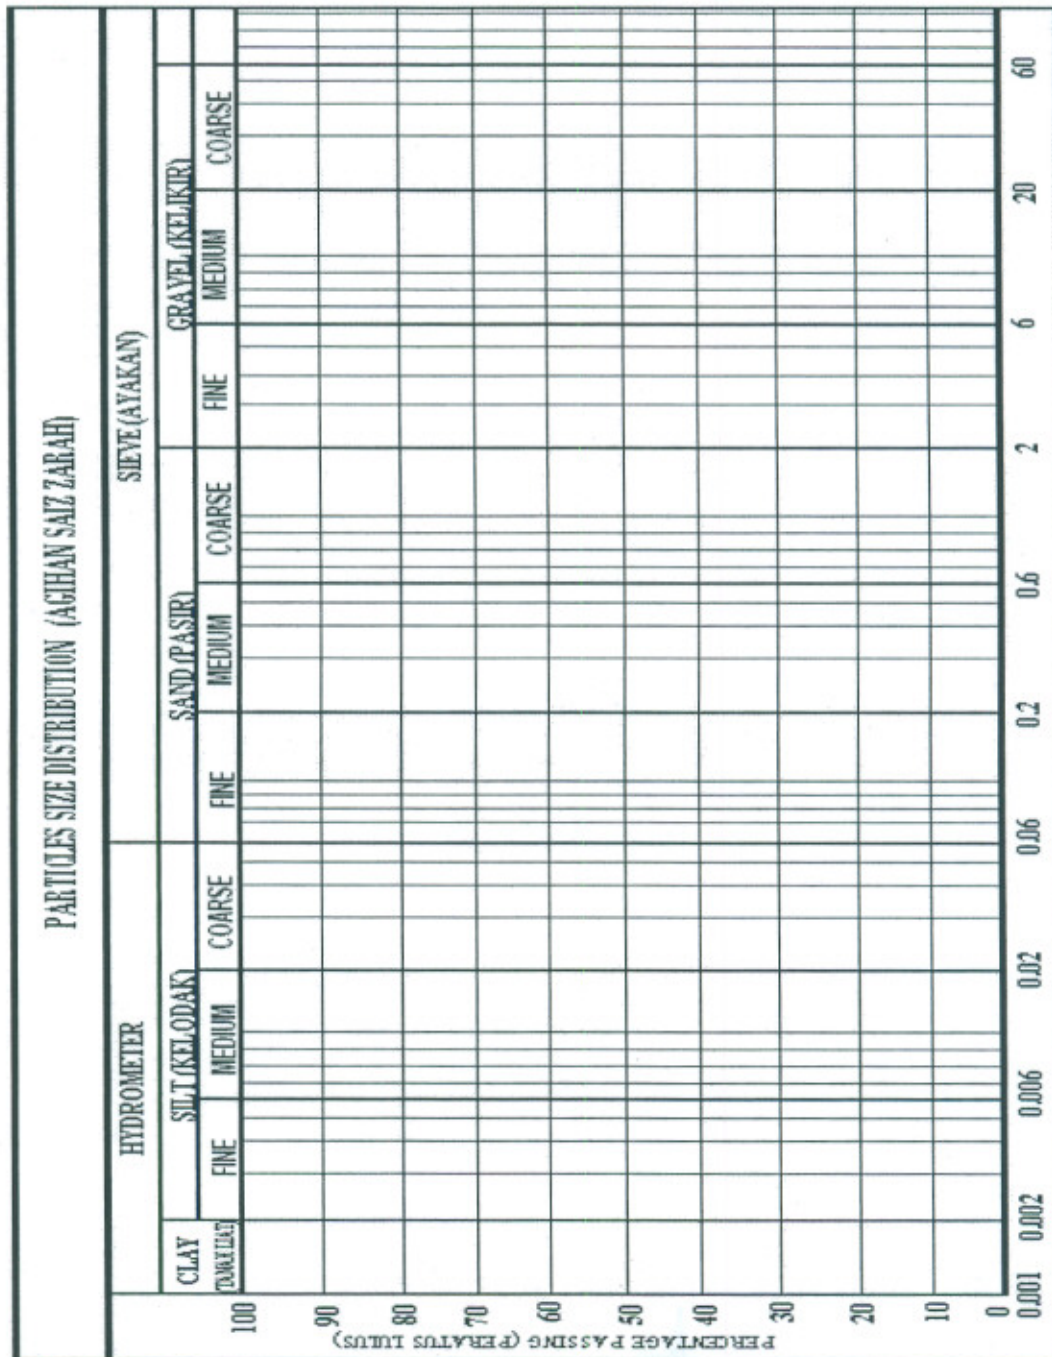 PARTICLES SIZE DISTRIBUTION (AGIHAN SAIZ ZARAH)
HYDROMETER SIEVE (AYAKAN)
CLAY SILT (KELODAK) SAND (PASIR) GRAVEL (KELIKIR)
(TANAH LIAT) FINE MEDIUM COARSE FINE MEDIUM COARSE FINE MEDIUM COARSE
PERCENTAGE PASSING (PERATUS LULUS)
100
90
80
70
60
50
40
30
20
10
0
0.001 0.002 0.006 0.02 0.06 0.2 0.6 2 6 20 60